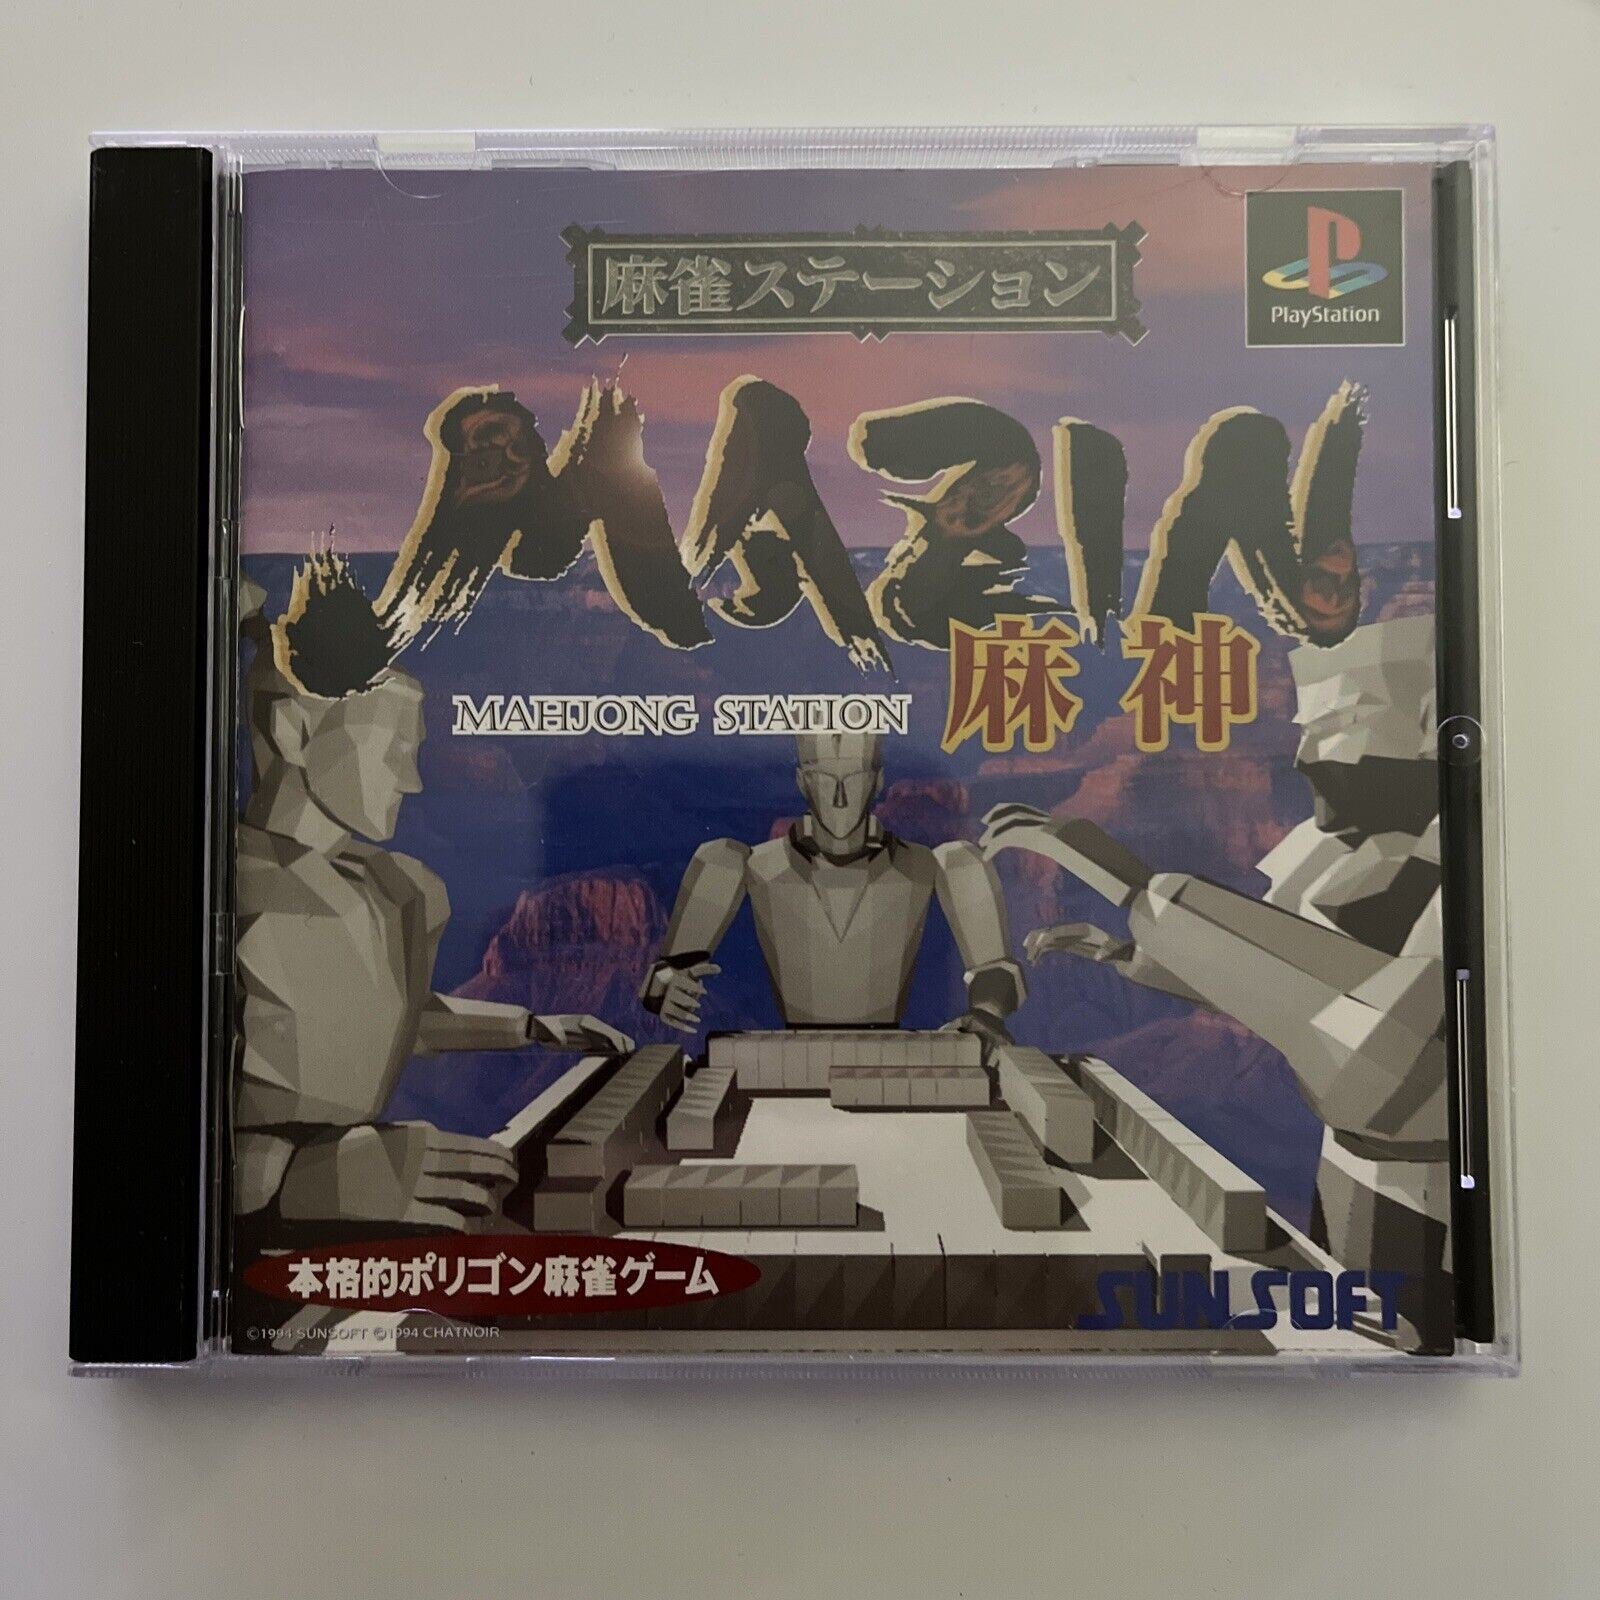 麻雀ステーション
PlayStation
MAZIN
MAHJONG STATION
麻神
本格的ポリゴン麻雀ゲーム
SUNSOFT
©1994 SUNSOFT ©1994 CHATNOIR